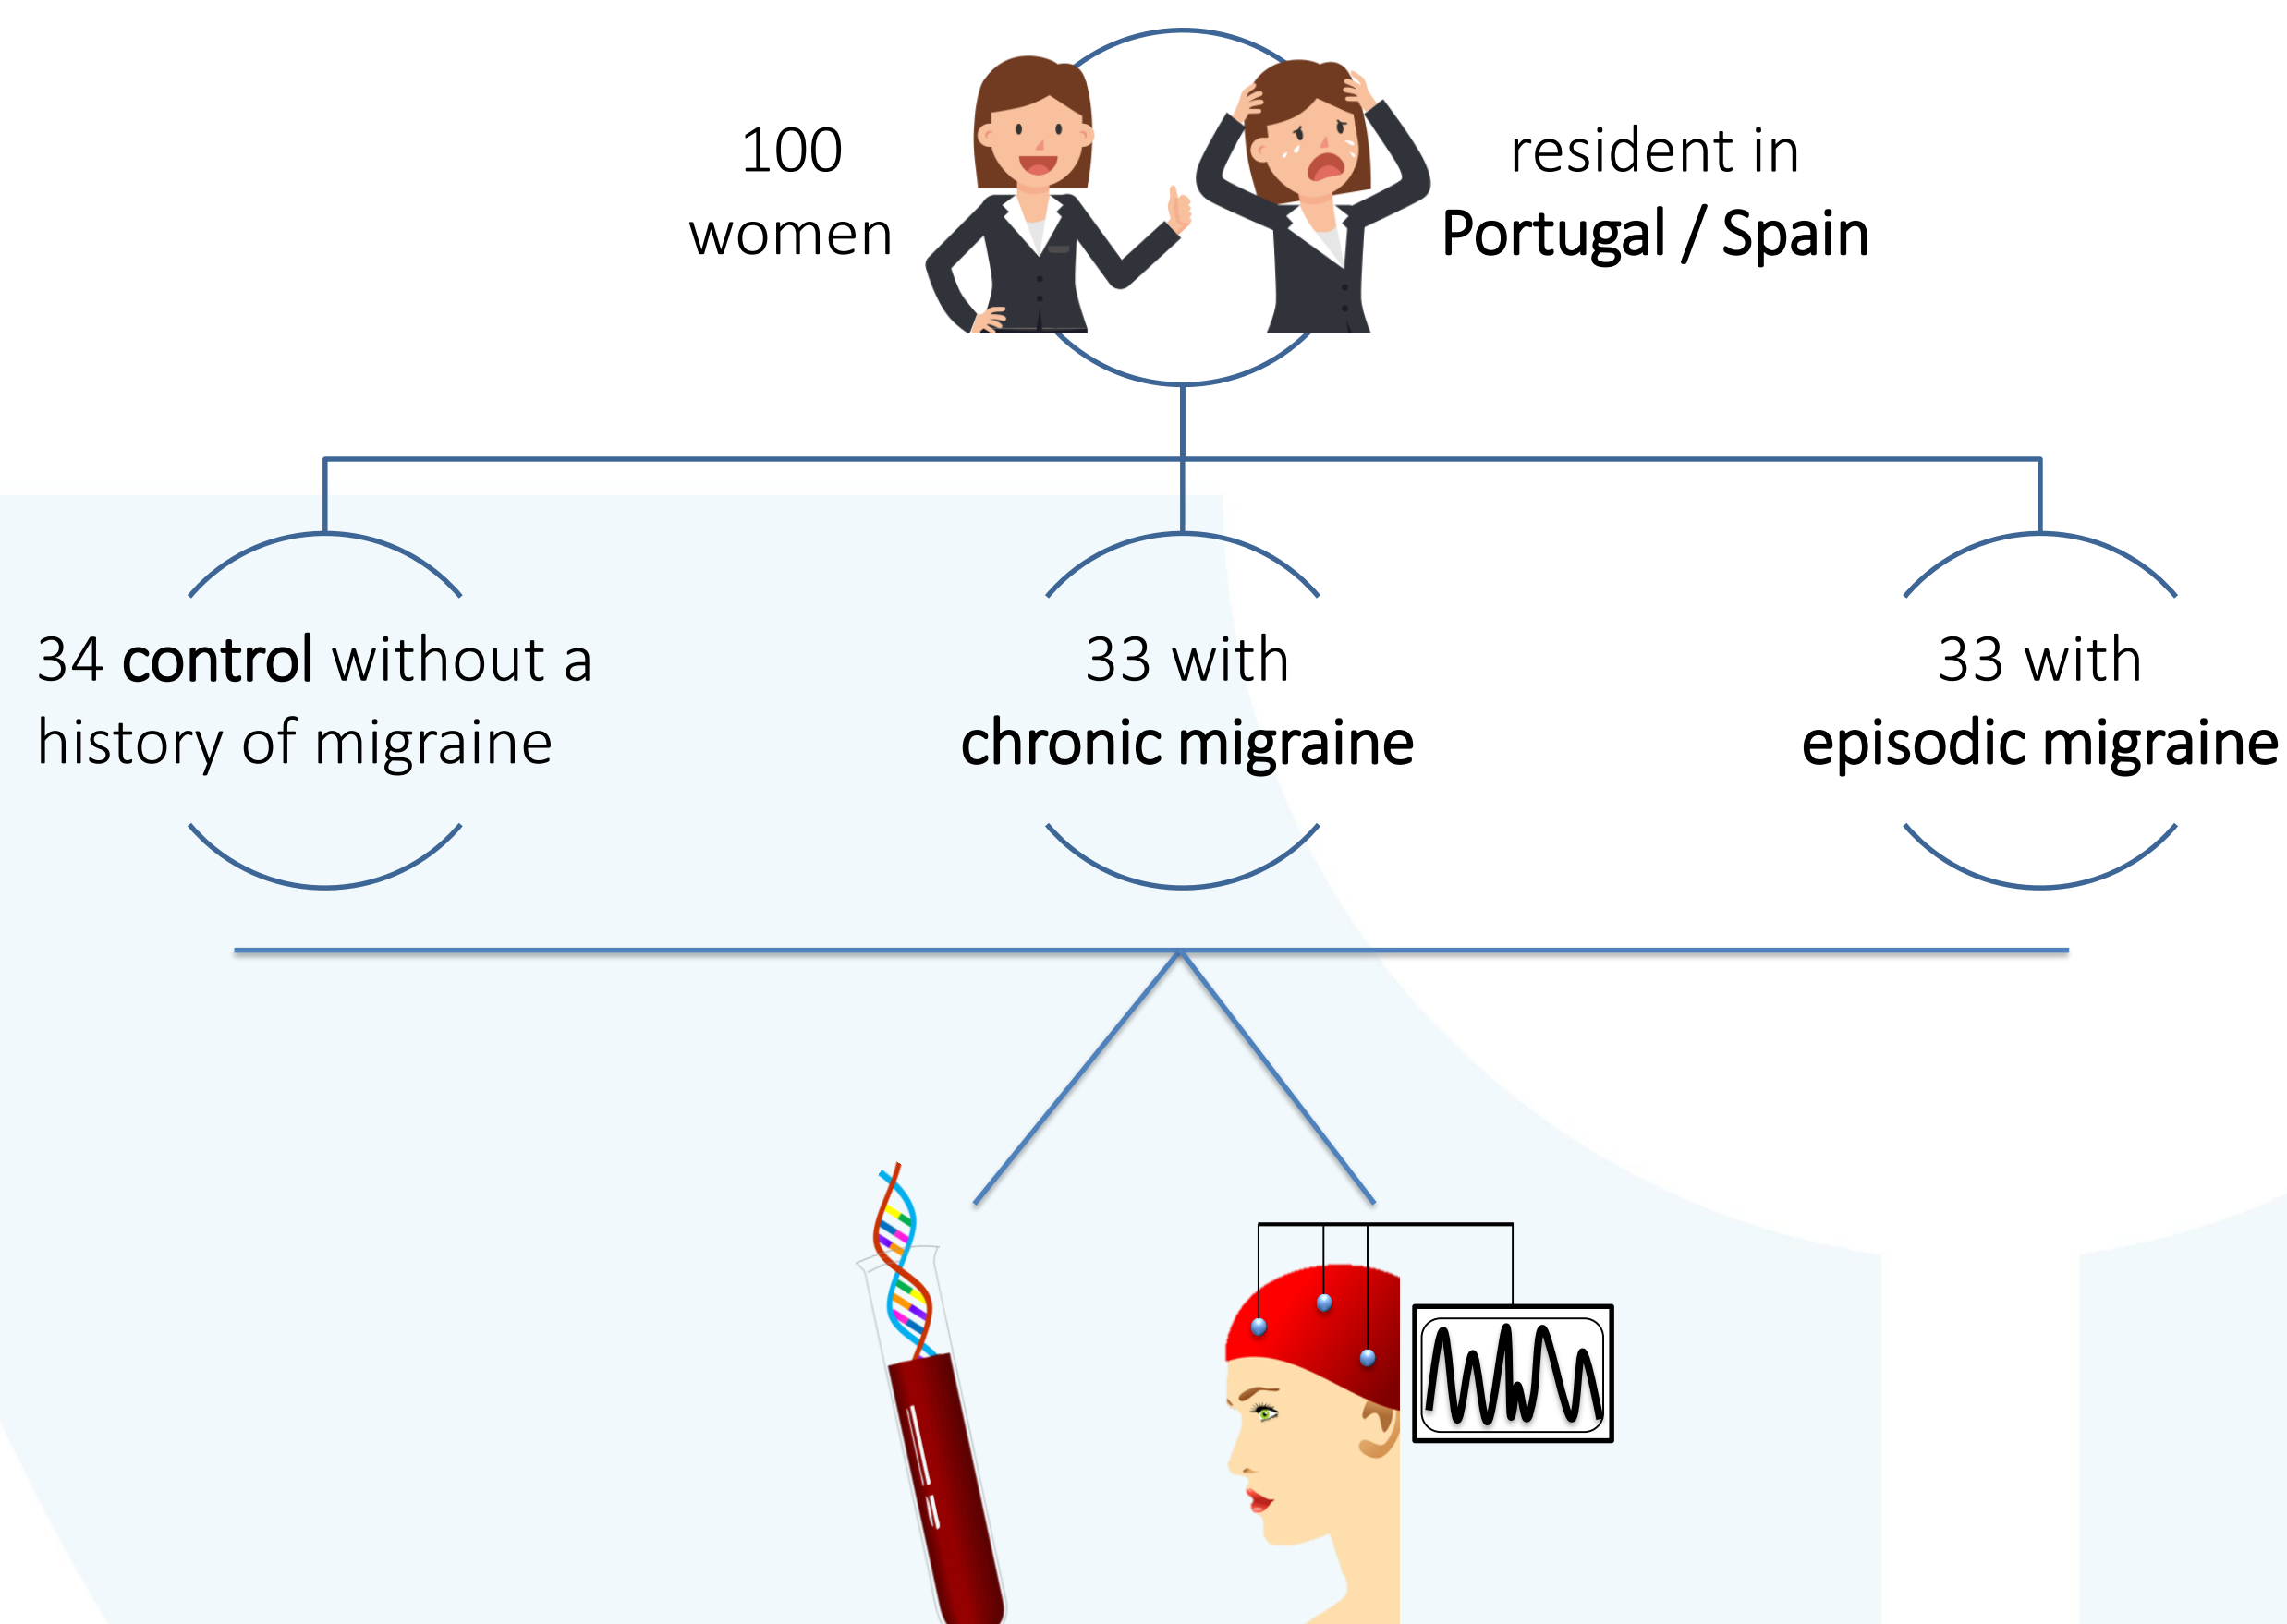 100
women
resident in
Portugal / Spain
34 control without a
history of migraine
33 with
chronic migraine
33 with
episodic migraine